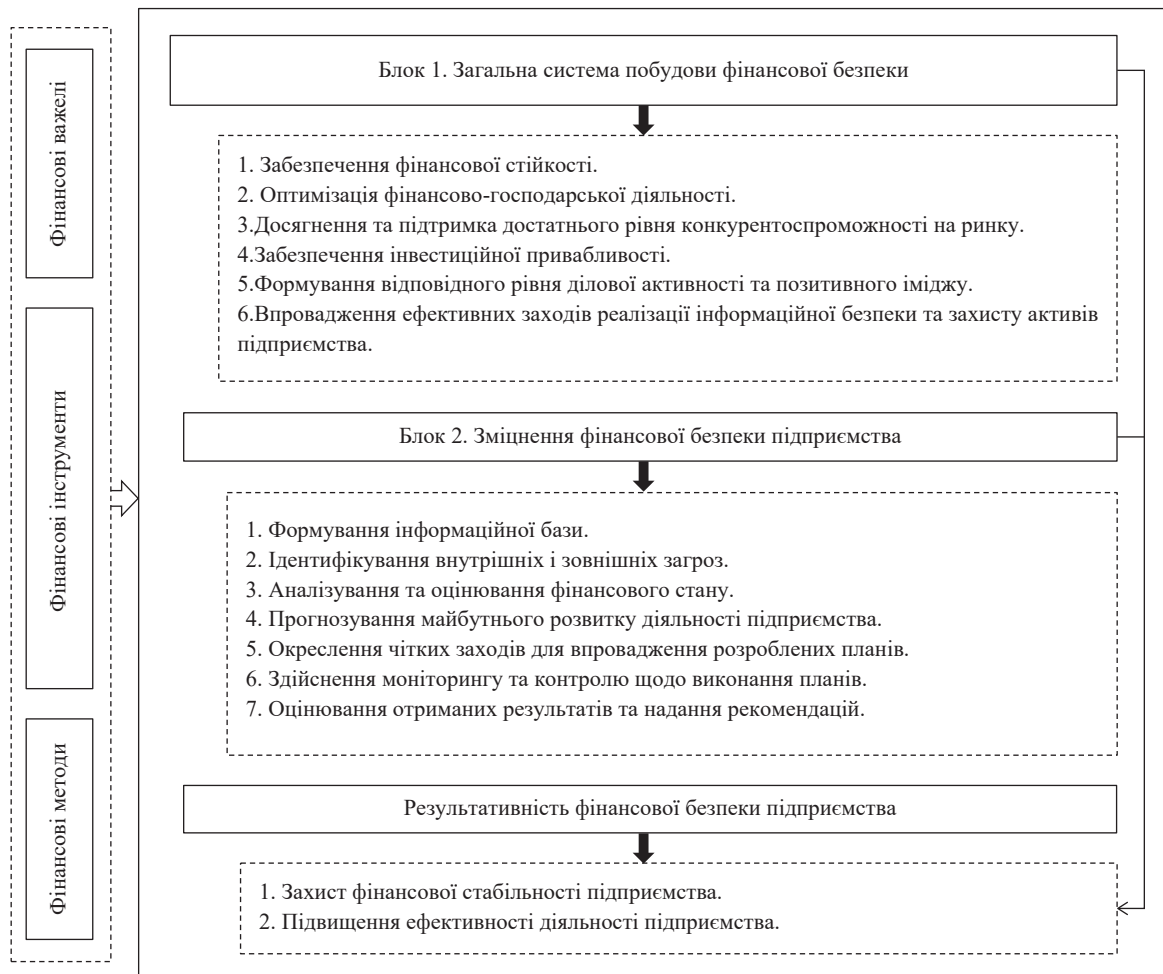 Фінансові важелі
Фінансові інструменти
Фінансові методи
Блок 1. Загальна система побудови фінансової безпеки
1. Забезпечення фінансової стійкості.
2. Оптимізація фінансово-господарської діяльності.
3.Досягнення та підтримка достатнього рівня конкурентоспроможності на ринку.
4.Забезпечення інвестиційної привабливості.
5.Формування відповідного рівня ділової активності та позитивного іміджу.
6.Впровадження ефективних заходів реалізації інформаційної безпеки та захисту активів
підприємства.
Блок 2. Зміцнення фінансової безпеки підприємства
1. Формування інформаційної бази.
2. Ідентифікування внутрішніх і зовнішніх загроз.
3. Аналізування та оцінювання фінансового стану.
4. Прогнозування майбутнього розвитку діяльності підприємства.
5. Окреслення чітких заходів для впровадження розроблених планів.
6. Здійснення моніторингу та контролю щодо виконання планів.
7. Оцінювання отриманих результатів та надання рекомендацій.
Результативність фінансової безпеки підприємства
1. Захист фінансової стабільності підприємства.
2. Підвищення ефективності діяльності підприємства.